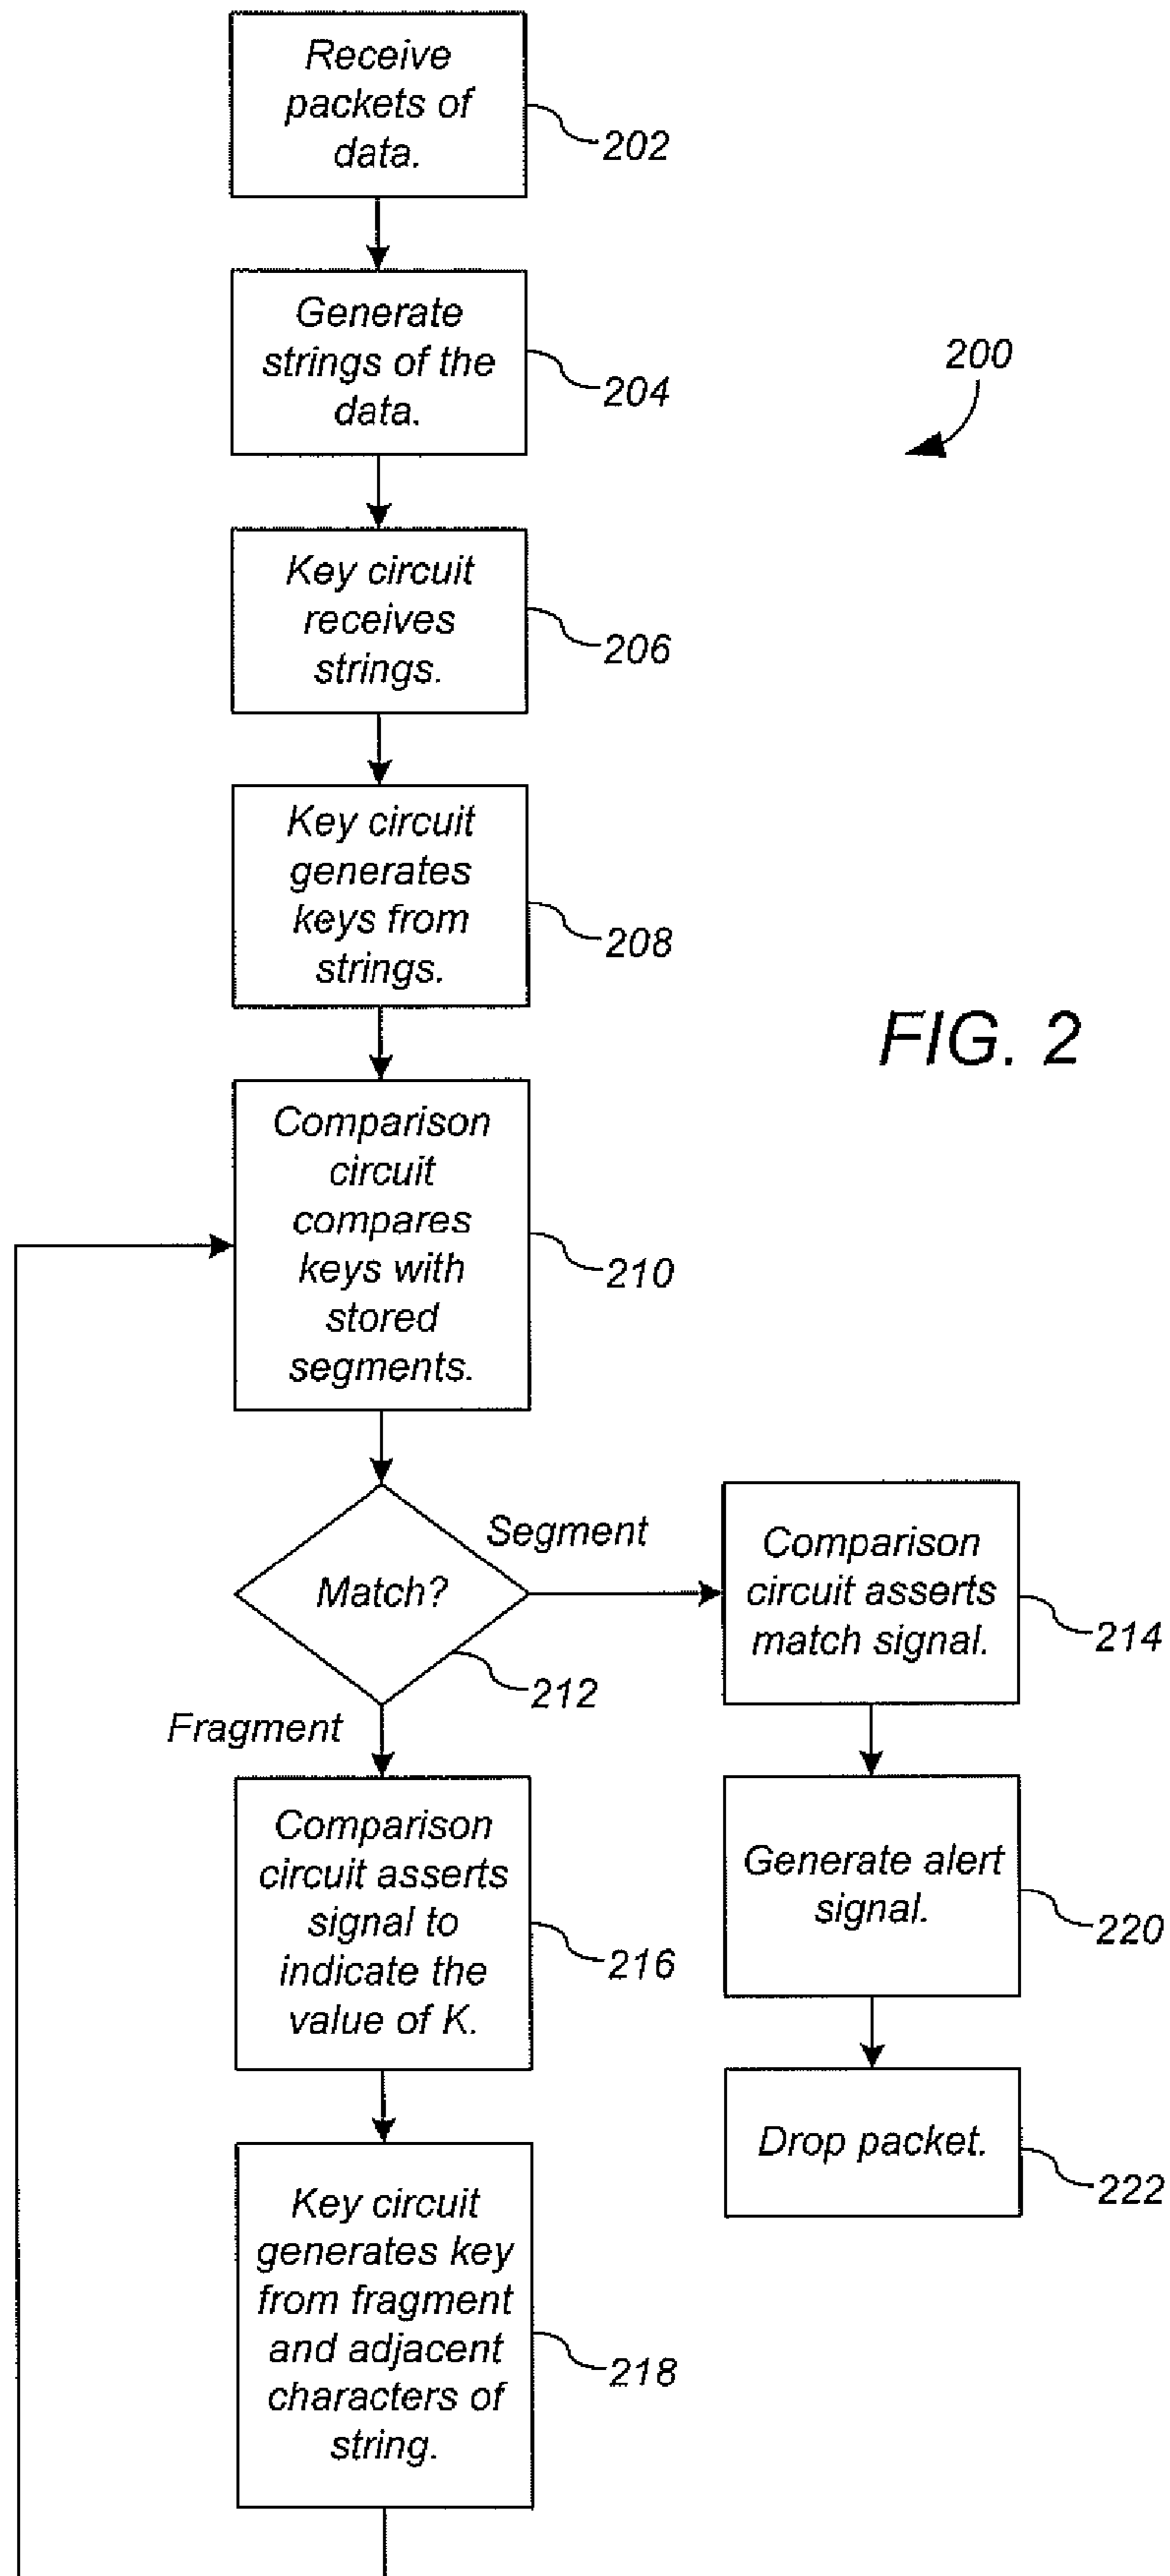 Receive
packets of
data.
202
Generate
strings of the
data.
204
200
Key circuit
receives
strings.
206
Key circuit
generates
keys from
strings.
208
FIG. 2
Comparison
circuit
compares
keys with
stored
segments.
210
Match?
212
Segment
Comparison
circuit asserts
match signal.
214
Fragment
Comparison
circuit asserts
signal to
indicate the
value of K.
216
Generate alert
signal.
220
Drop packet.
222
Key circuit
generates key
from fragment
and adjacent
characters of
string.
218